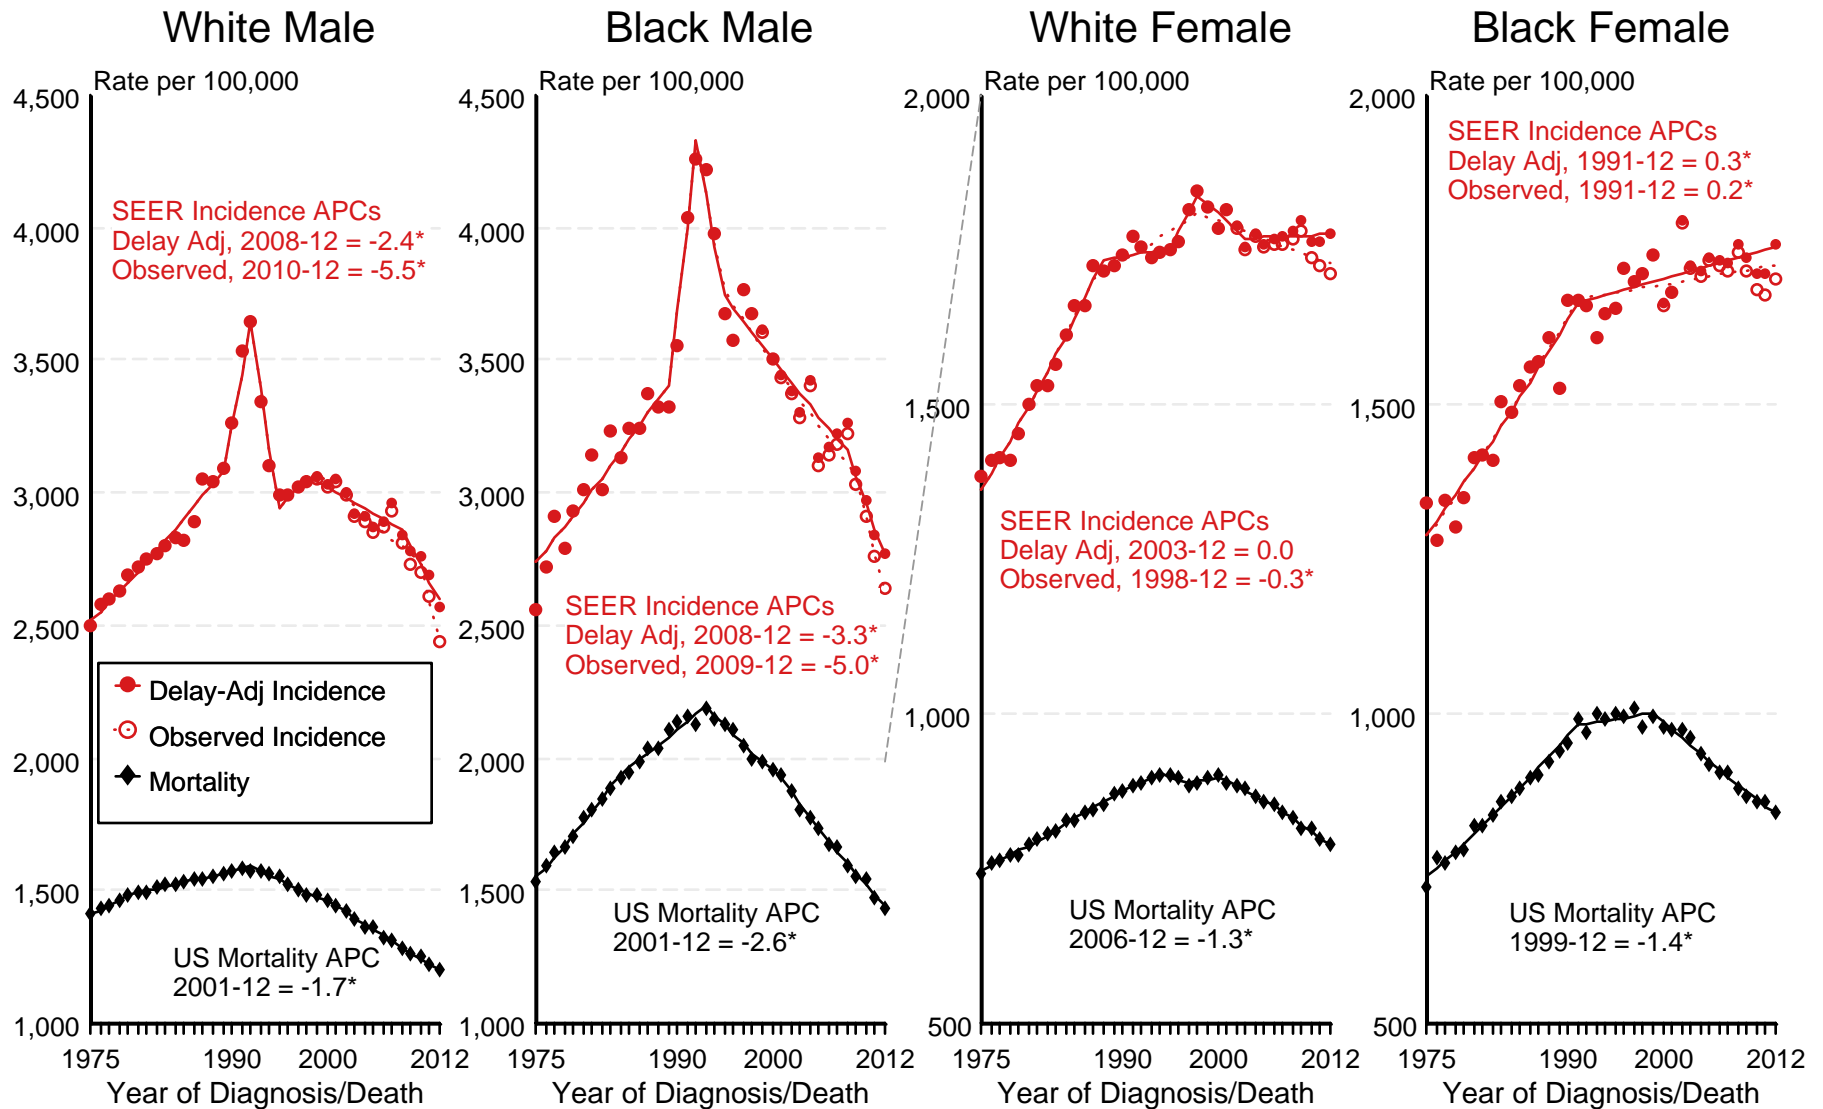 White Male
Rate per 100,000
4,500
4,000
3,500
3,000
2,500
2,000
1,500
1,000
SEER Incidence APCs
Delay Adj, 2008-12 = -2.4*
Observed, 2010-12 = -5.5*
Delay-Adj Incidence
Observed Incidence
Mortality
US Mortality APC
2001-12 = -1.7*
1975 1990 2000 2012
Year of Diagnosis/Death
Black Male
Rate per 100,000
4,500
4,000
3,500
3,000
2,500
2,000
1,500
1,000
SEER Incidence APCs
Delay Adj, 2008-12 = -3.3*
Observed, 2009-12 = -5.0*
US Mortality APC
2001-12 = -2.6*
1975 1990 2000 2012
Year of Diagnosis/Death
White Female
Rate per 100,000
2,000
1,500
1,000
500
SEER Incidence APCs
Delay Adj, 2003-12 = 0.0
Observed, 1998-12 = -0.3*
US Mortality APC
2006-12 = -1.3*
1975 1990 2000 2012
Year of Diagnosis/Death
Black Female
Rate per 100,000
2,000
1,500
1,000
500
SEER Incidence APCs
Delay Adj, 1991-12 = 0.3*
Observed, 1991-12 = 0.2*
US Mortality APC
1999-12 = -1.4*
1975 1990 2000 2012
Year of Diagnosis/Death